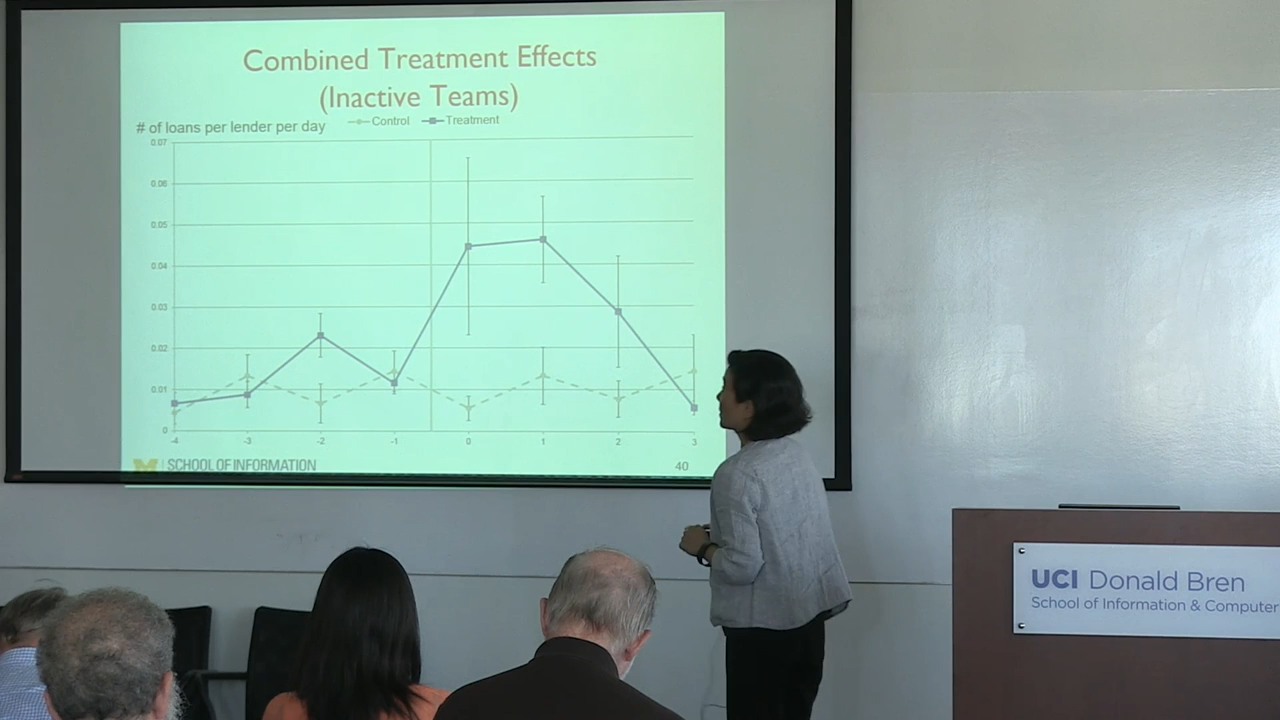 Combined Treatment Effects
(Inactive Teams)
# of loans per lender per day
Control Treatment
0.07
0.06
0.05
0.04
0.03
0.02
0.01
0
-4 -3 -2 -1 0 1 2 3
M SCHOOL OF INFORMATION
40
UCI Donald Bren
School of Information & Computer